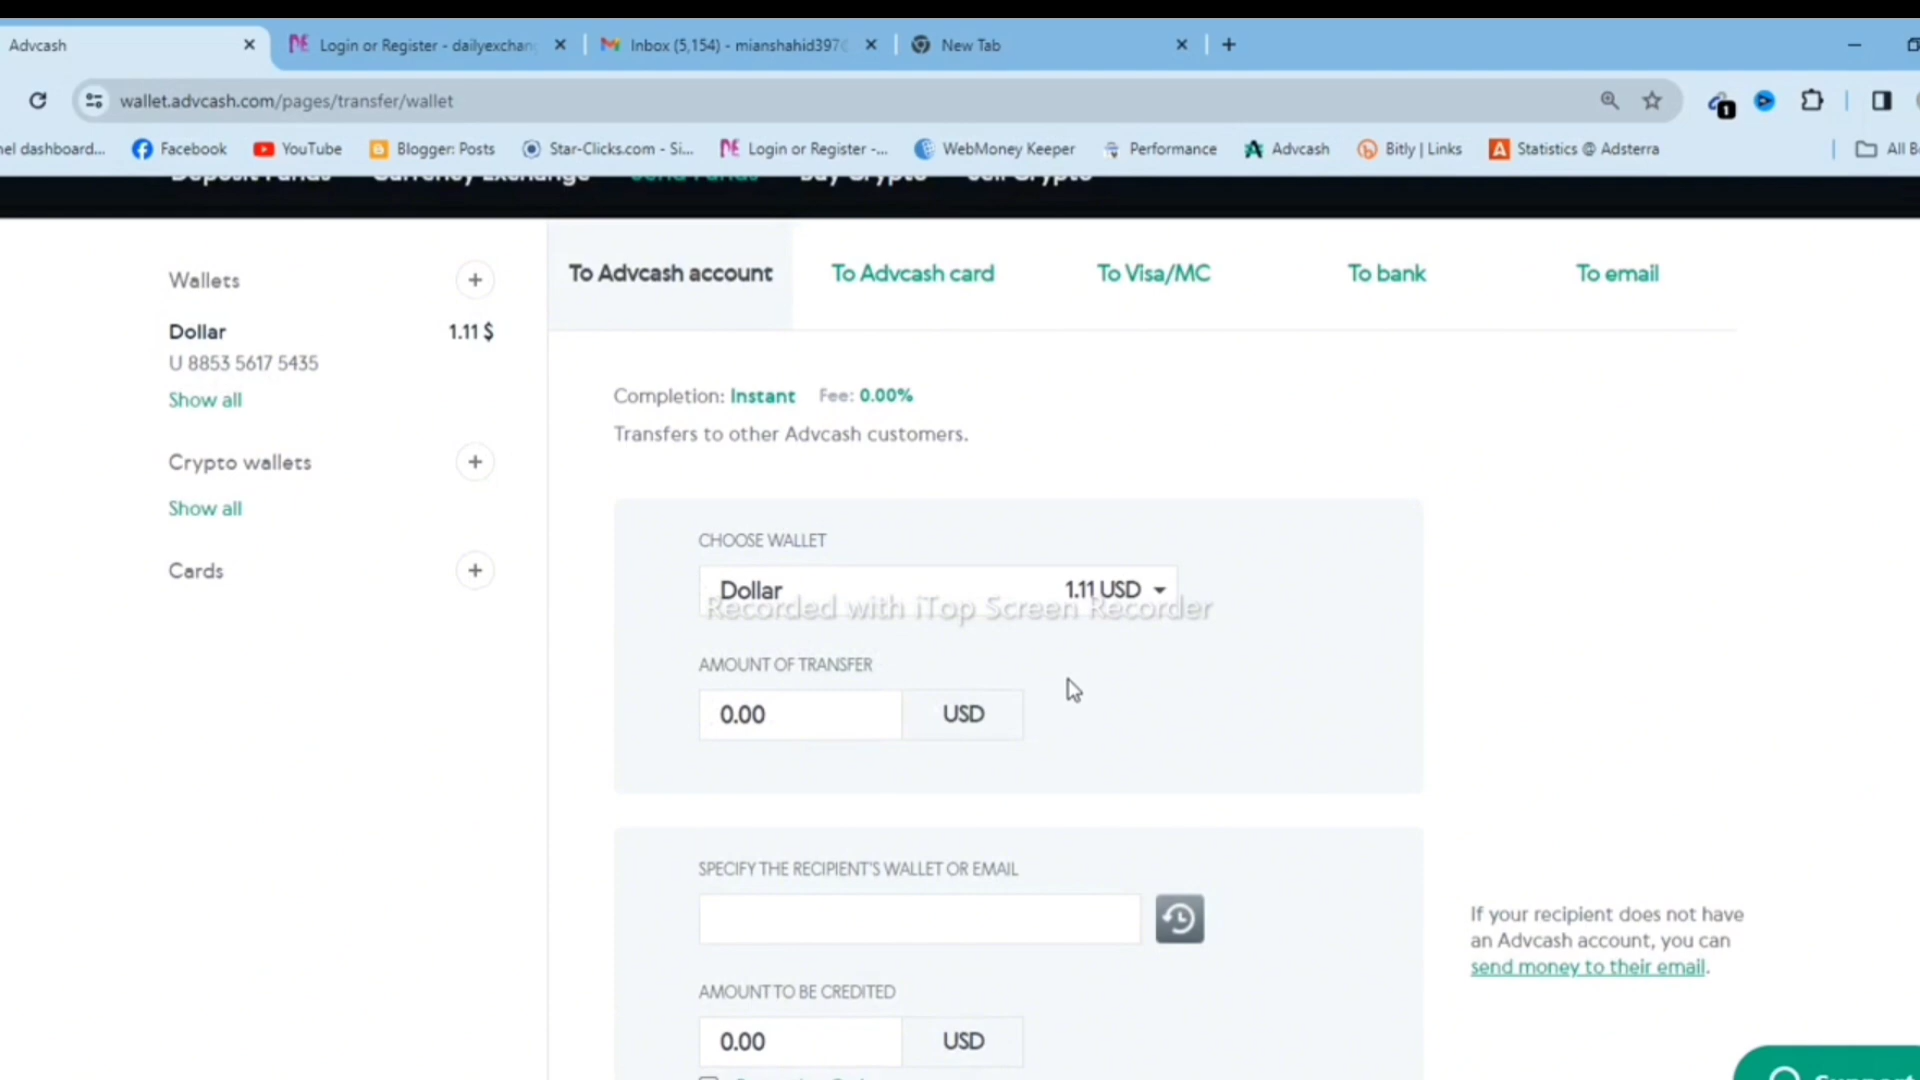 Advcash
Login or Register - dailyexchan
Inbox (5,154) - mianshahid397
New Tab
wallet.advcash.com/pages/transfer/wallet
1
nel dashboard...
Facebook
YouTube
Blogger: Posts
Star-Clicks.com - Si...
Login or Register -...
WebMoney Keeper
Performance
Advcash
Bitly | Links
Statistics @ Adsterra
All B
Deposit Funds
Currency Exchange
Send Funds
Buy Crypto
Sell Crypto
Wallets
Dollar 1.11 $
U 8853 5617 5435
Show all
Crypto wallets
Show all
Cards
To Advcash account
To Advcash card
To Visa/MC
To bank
To email
Completion: Instant Fee: 0.00%
Transfers to other Advcash customers.
CHOOSE WALLET
Dollar 1.11 USD
Recorded with iTop Screen Recorder
AMOUNT OF TRANSFER
0.00 USD
SPECIFY THE RECIPIENT'S WALLET OR EMAIL
If your recipient does not have
an Advcash account, you can
send money to their email.
AMOUNT TO BE CREDITED
0.00 USD
Support